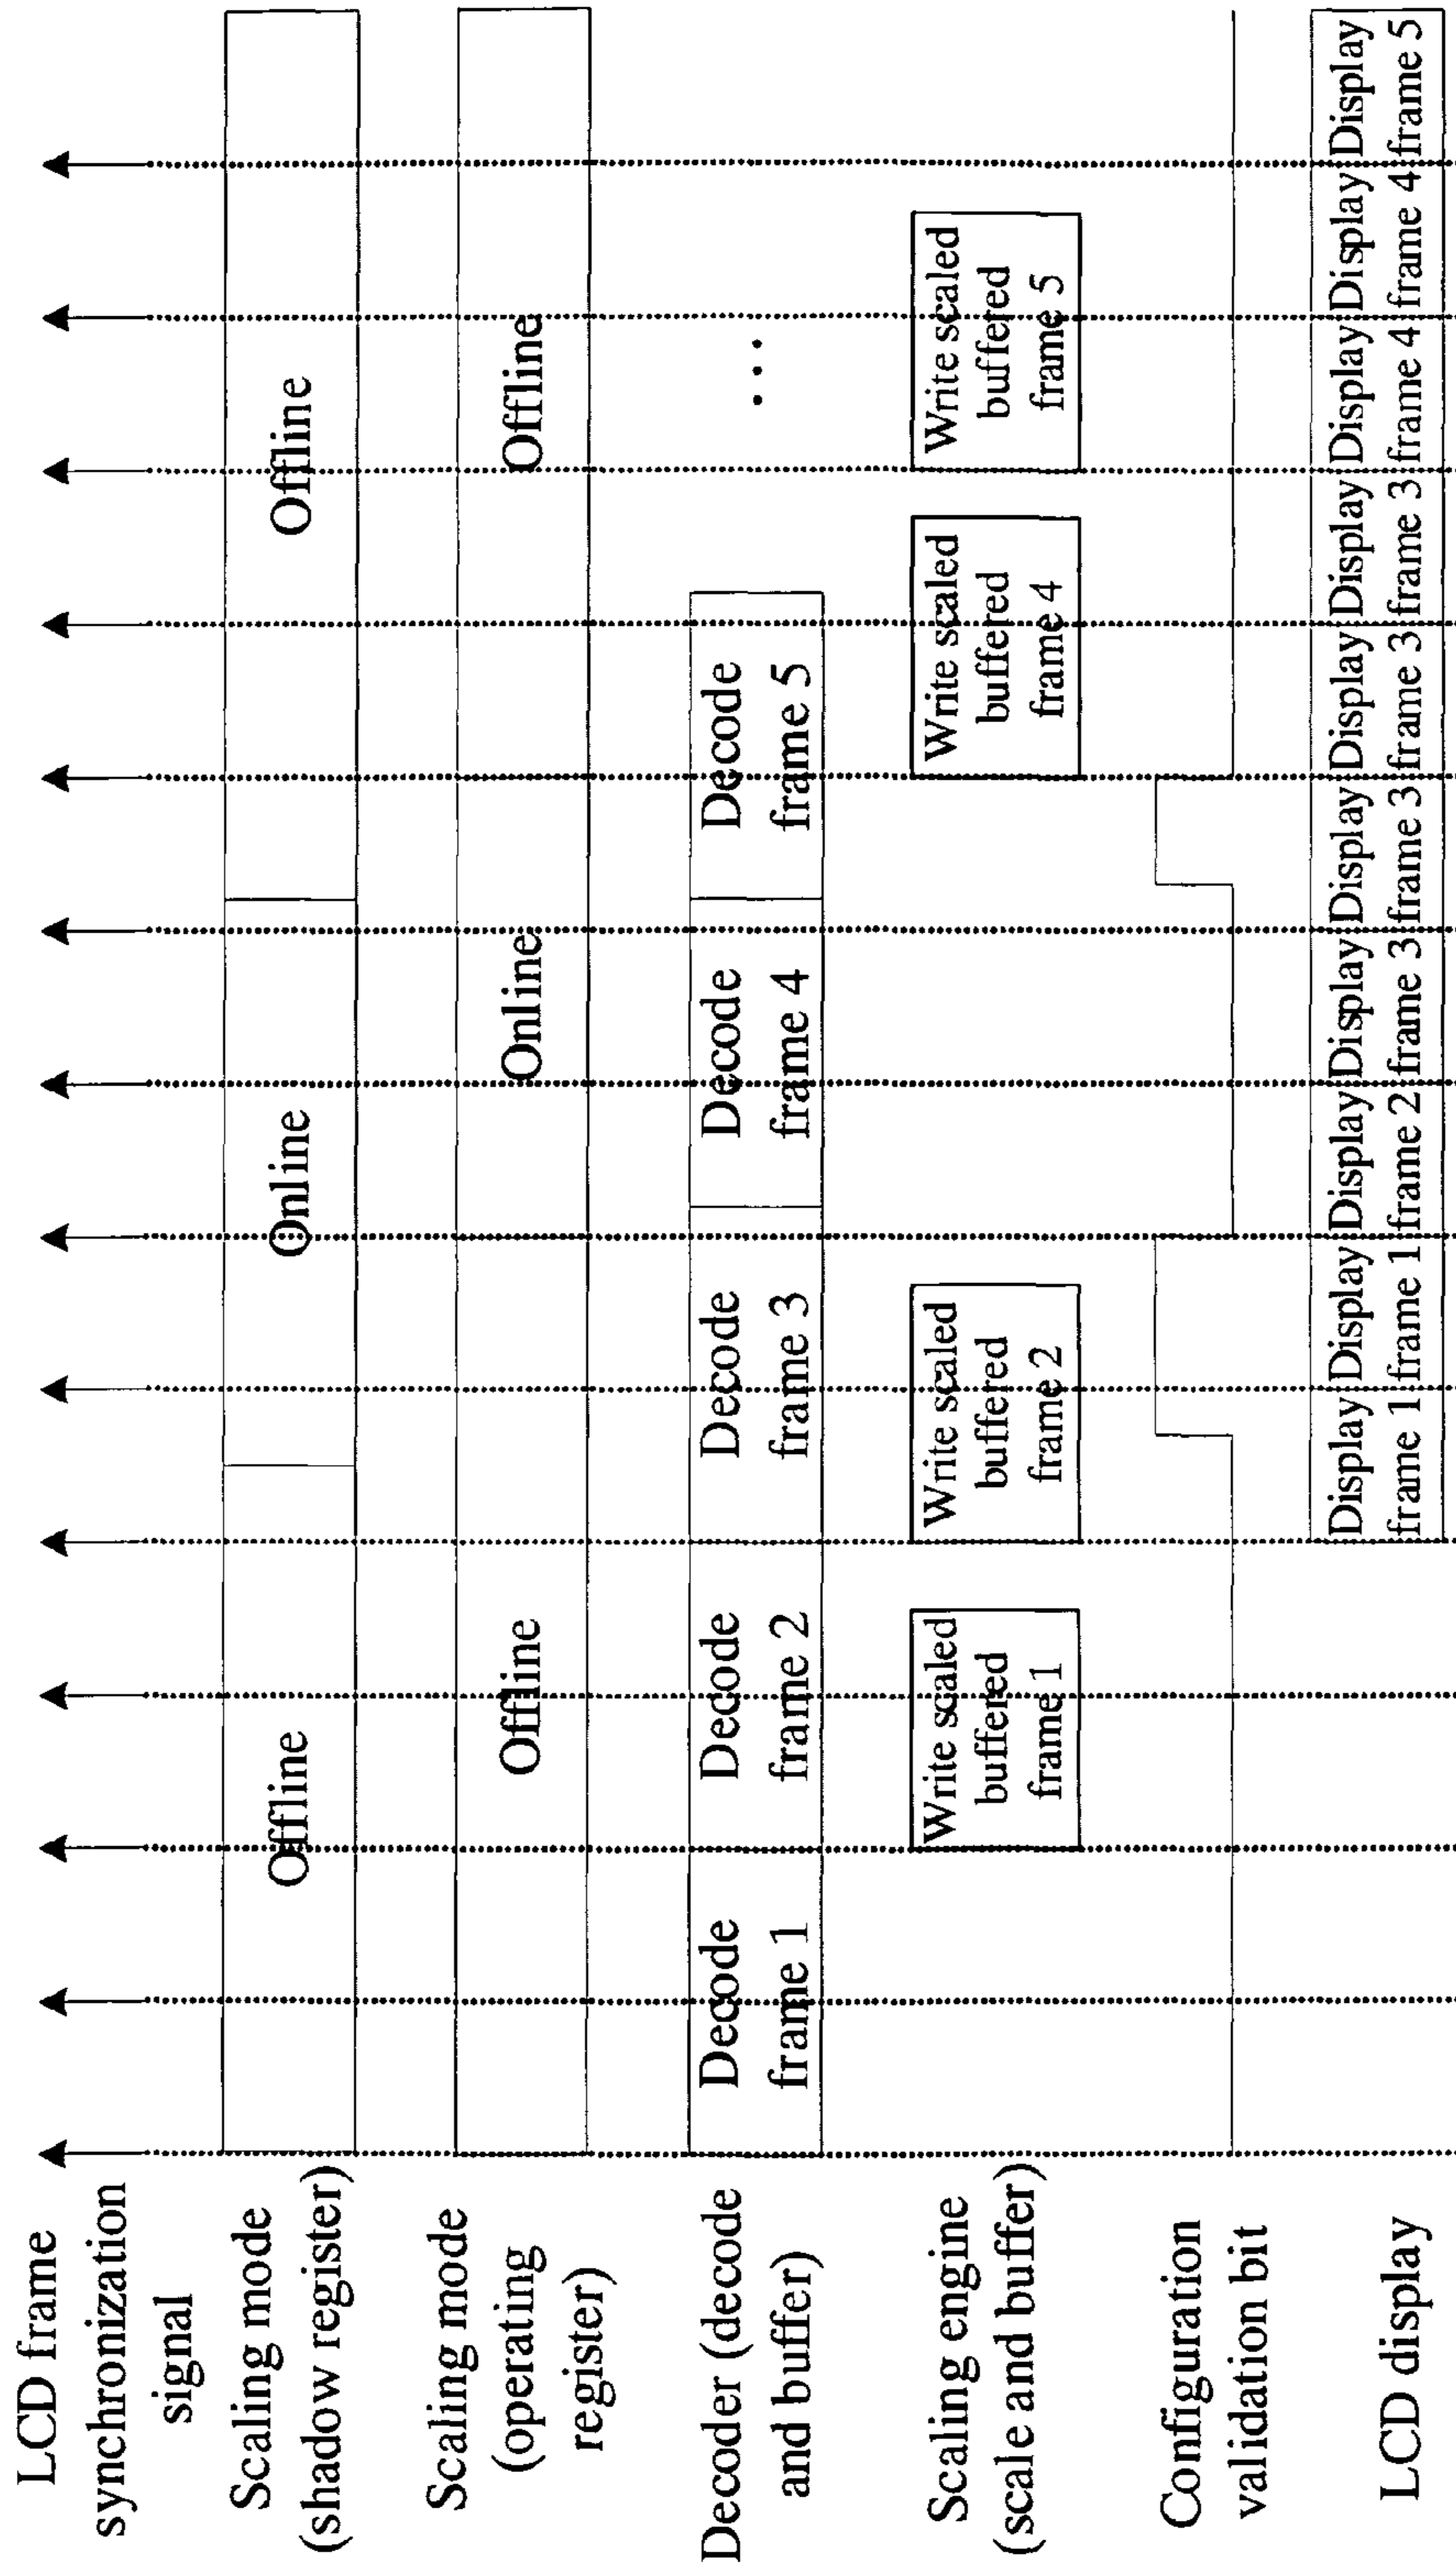 LCD frame
synchronization
signal
Scaling mode
(shadow register)
Offline
Online
Offline
Scaling mode
(operating
register)
Offline
Online
Offline
Decoder (decode
and buffer)
Decode
frame 1
Decode
frame 2
Decode
frame 3
Decode
frame 4
Decode
frame 5
...
Scaling engine
(scale and buffer)
Write scaled
buffered
frame 1
Write scaled
buffered
frame 2
Write scaled
buffered
frame 4
Write scaled
buffered
frame 5
Configuration
validation bit
LCD display
Display
frame 1
Display
frame 1
Display
frame 2
Display
frame 3
Display
frame 3
Display
frame 3
Display
frame 3
Display
frame 4
Display
frame 4
Display
frame 5